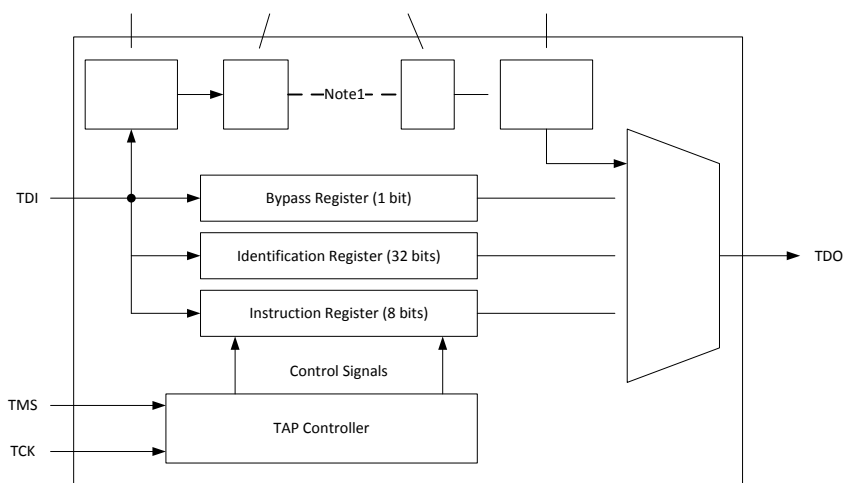 Note1
TDI
Bypass Register (1 bit)
Identification Register (32 bits)
TDO
Instruction Register (8 bits)
Control Signals
TMS
TAP Controller
TCK